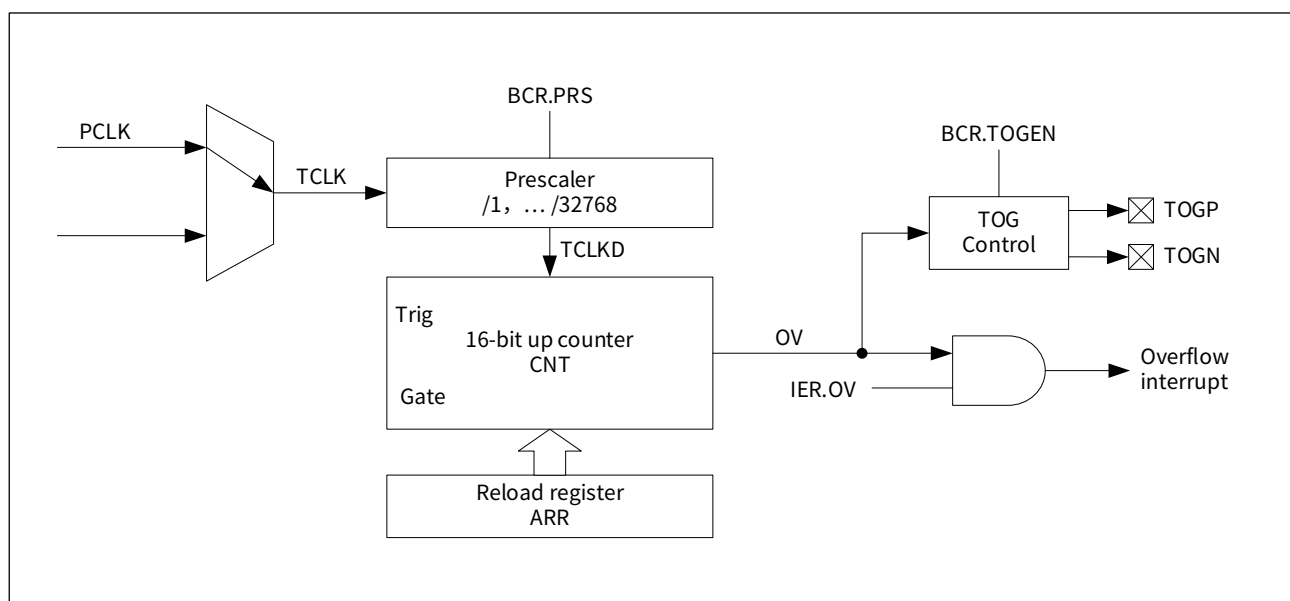 BCR.PRS
PCLK
BCR.TOGEN
TCLK
Prescaler
/1，… /32768
TOGP
TOG
Control
TOGN
TCLKD
Trig
16-bit up counter
CNT
OV
Gate
IER.OV
Overflow
interrupt
Reload register
ARR